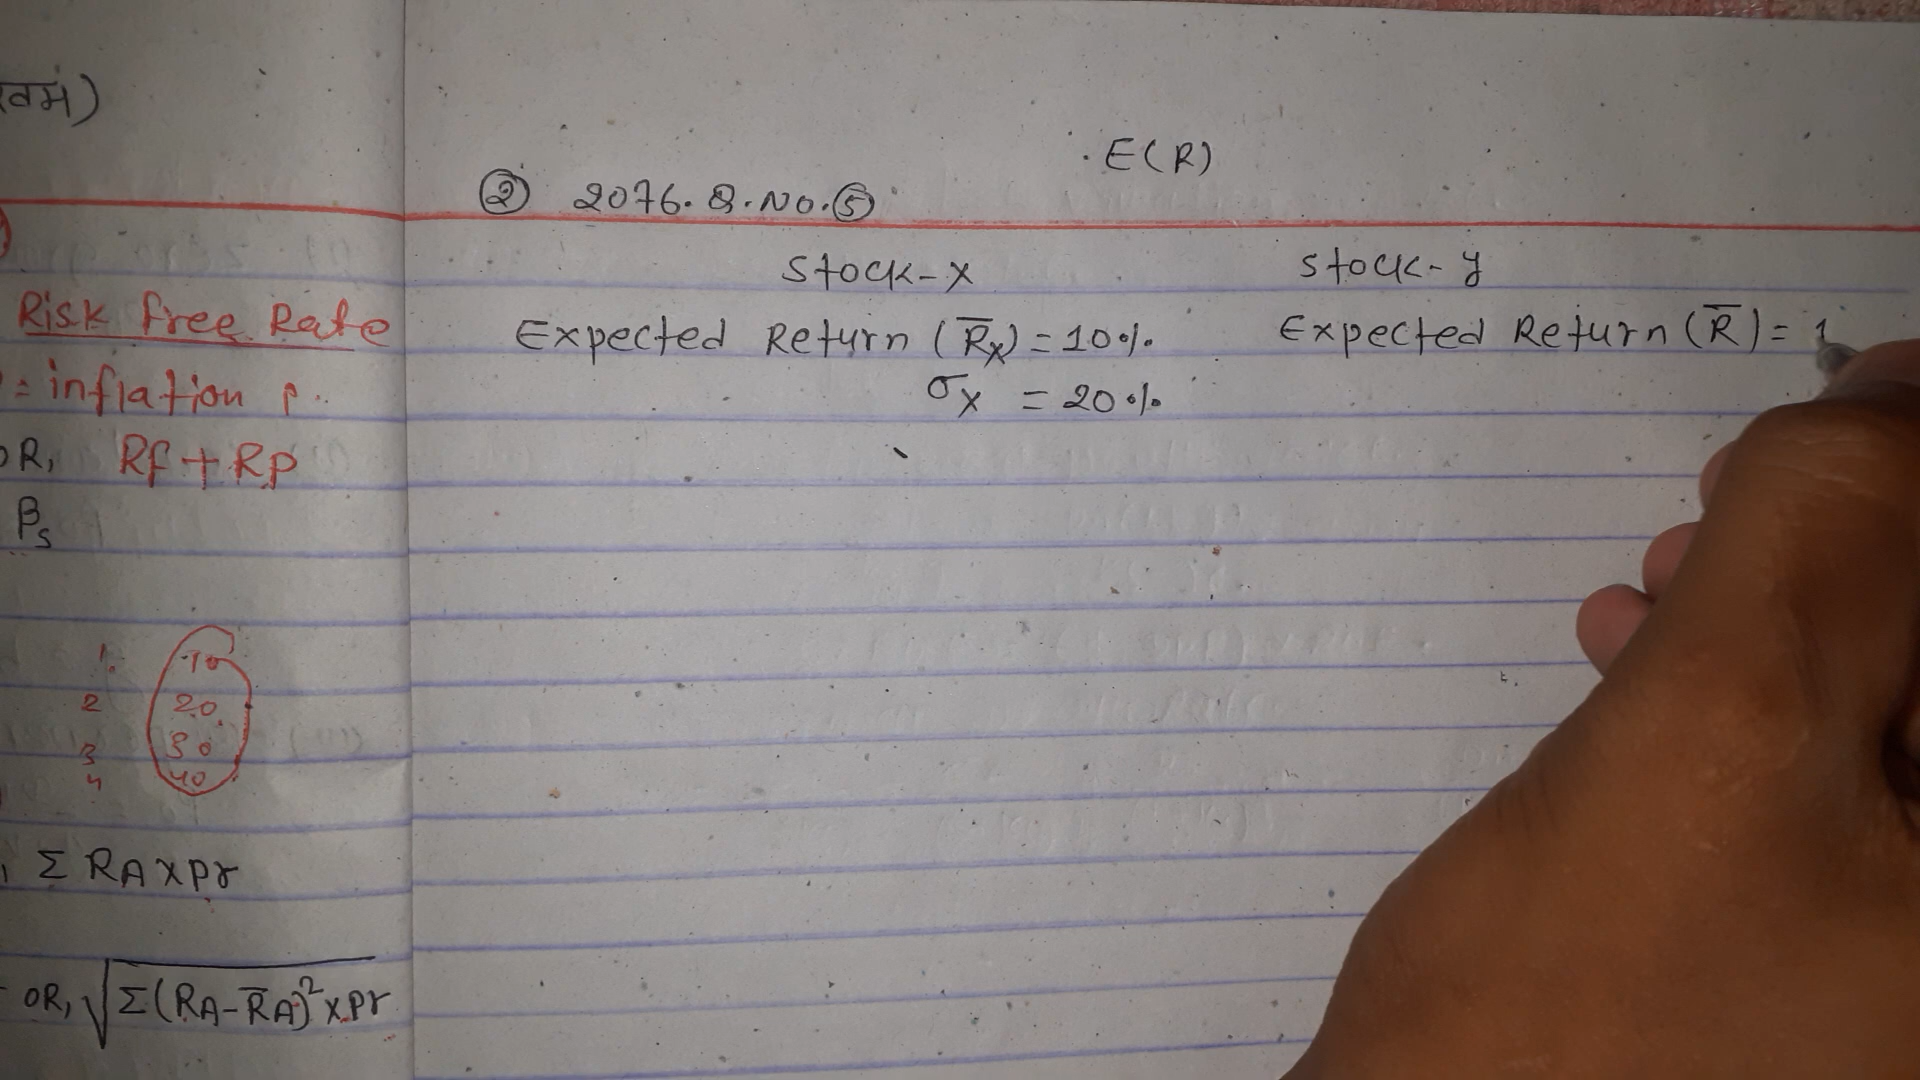 E(R)
② 2076. Q.No.⑤
Stock-X Stock-y
Expected Return (R̅x) = 10% Expected Return (R̅) = 1
σx = 20%
Risk free Rate
= inflation P..
OR, Rf + Rp
βs
1. 10
2 20
3 30
4 40
Σ RA x Pr
OR, √Σ(RA-R̅A)² x Pr